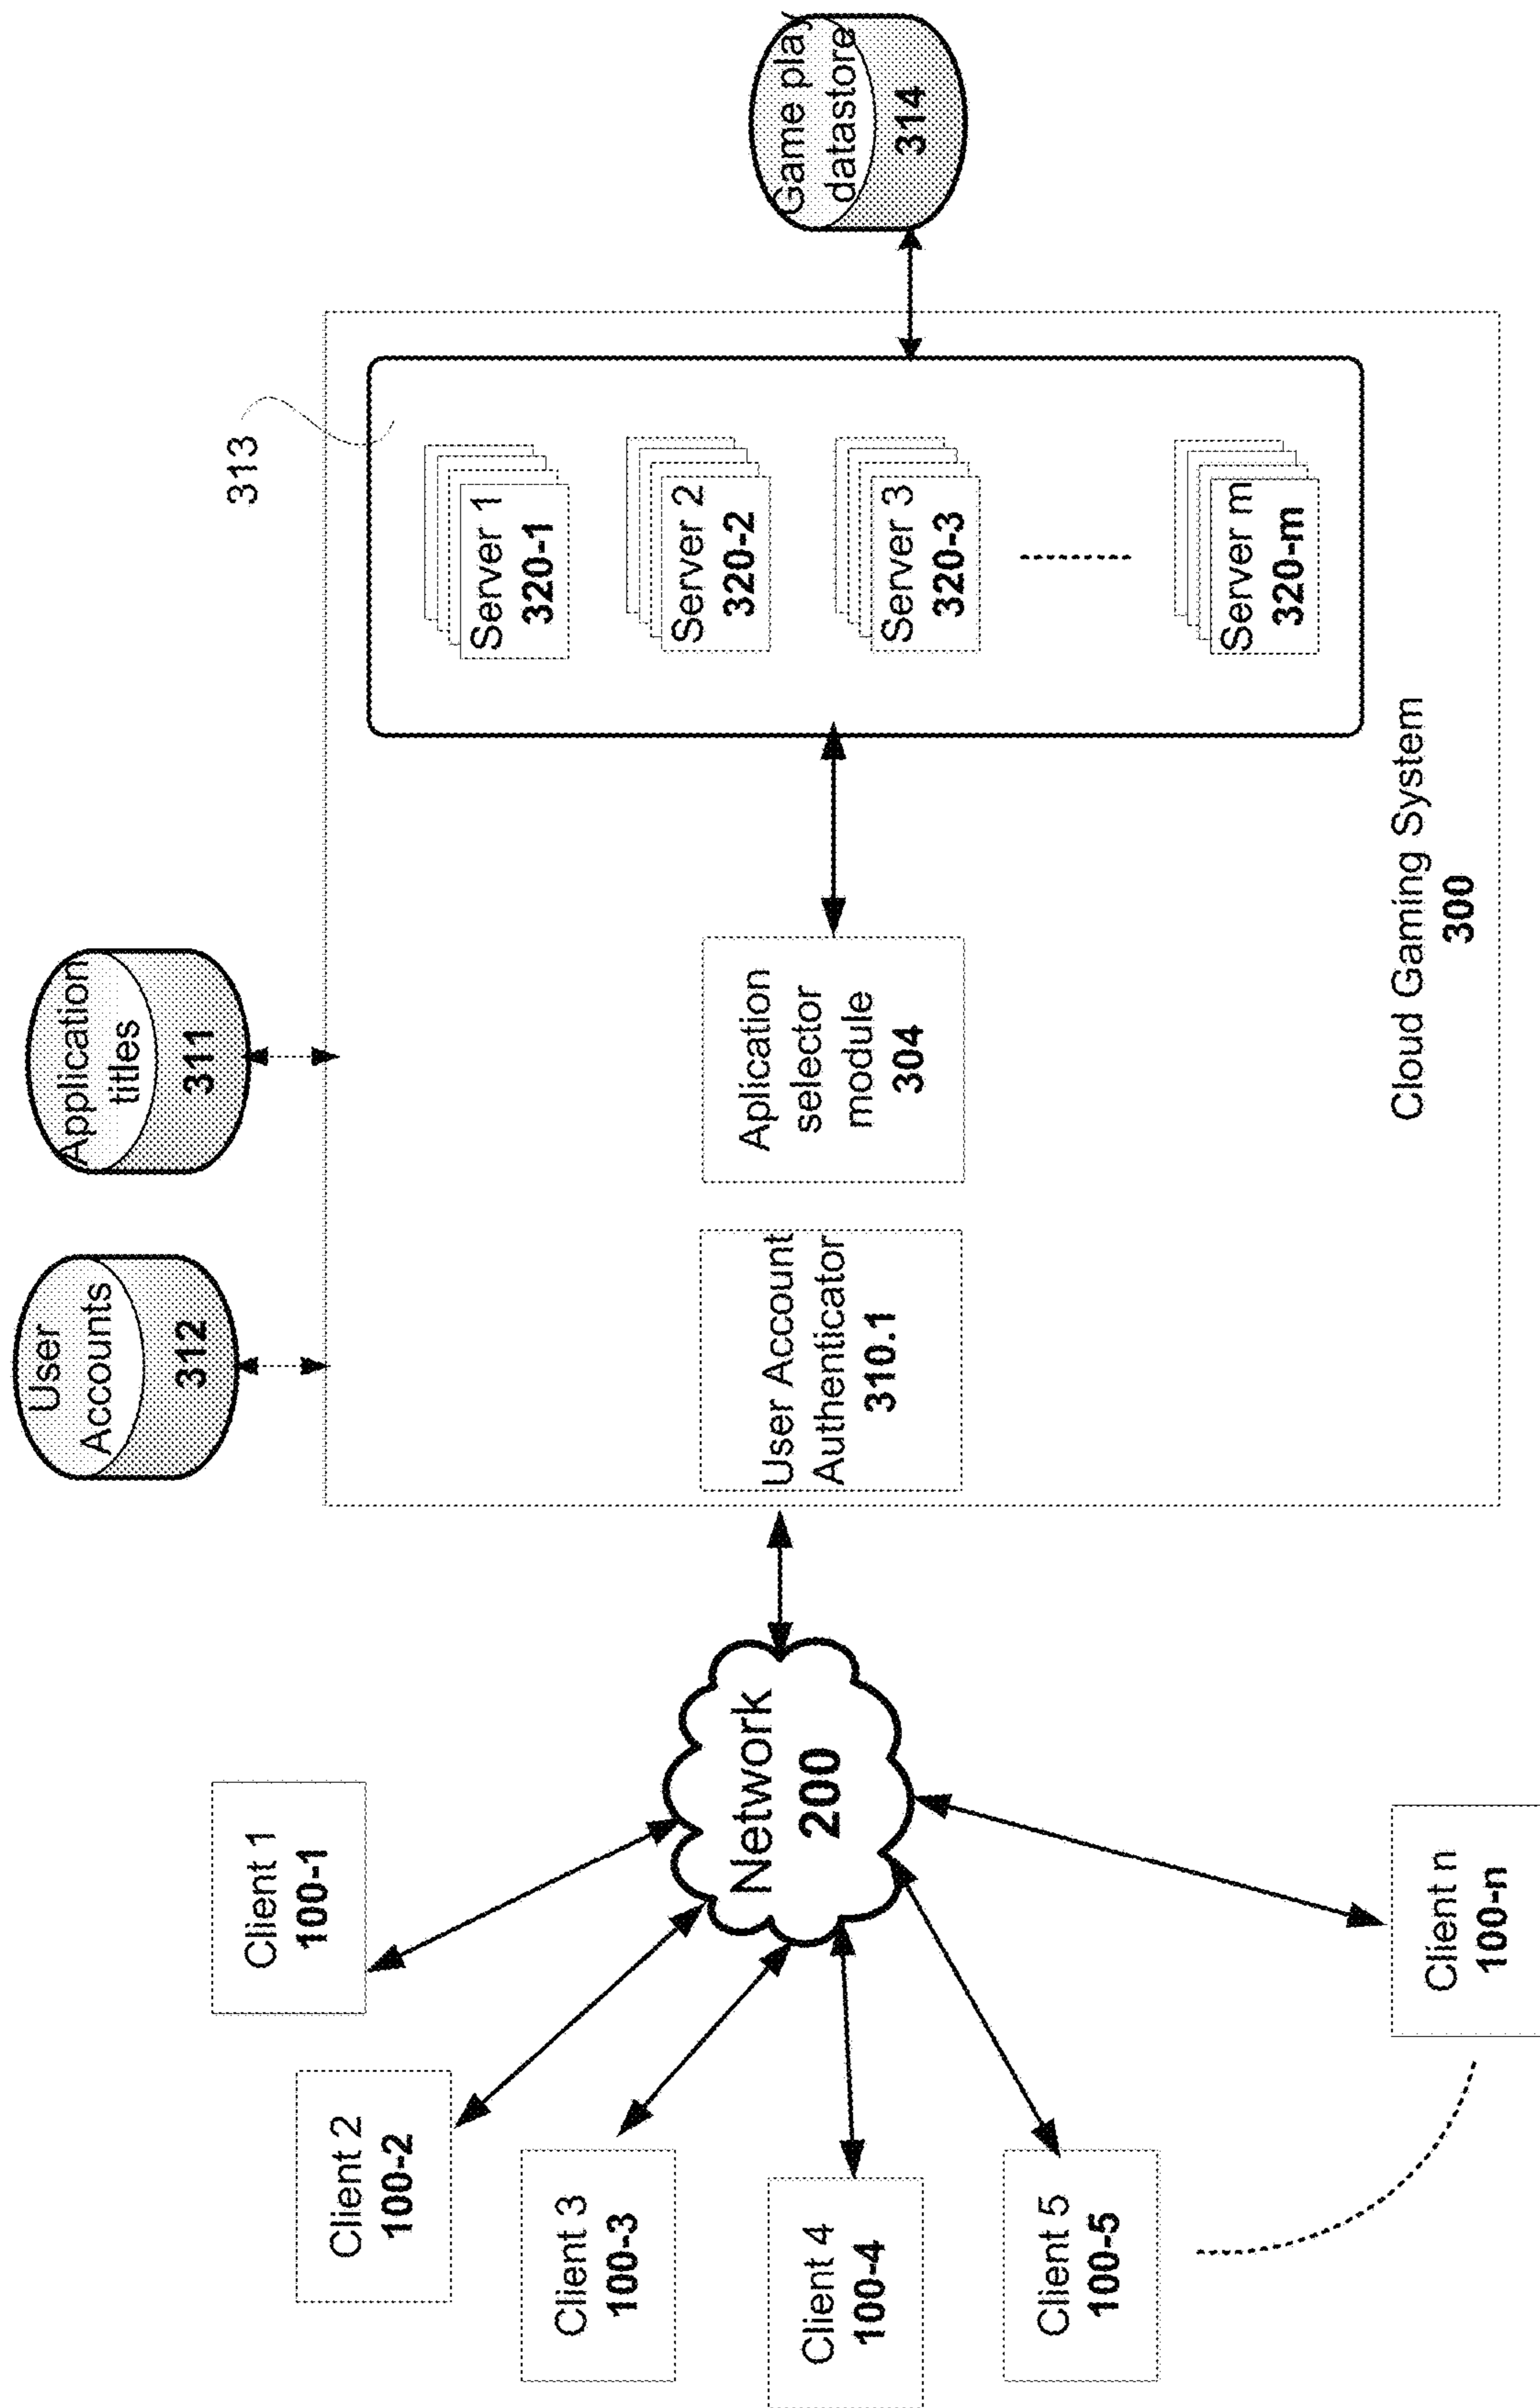 Client 1
100-1
Client 2
100-2
Client 3
100-3
Client 4
100-4
Client 5
100-5
Client n
100-n
Network
200
User
Accounts
312
Application
titles
311
User Account
Authenticator
310.1
Aplication
selector
module
304
313
Server 1
320-1
Server 2
320-2
Server 3
320-3
Server m
320-m
Cloud Gaming System
300
Game play
datastore
314